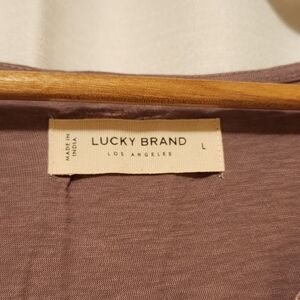 MADE IN
INDIA
LUCKY BRAND
LOS ANGELES
L